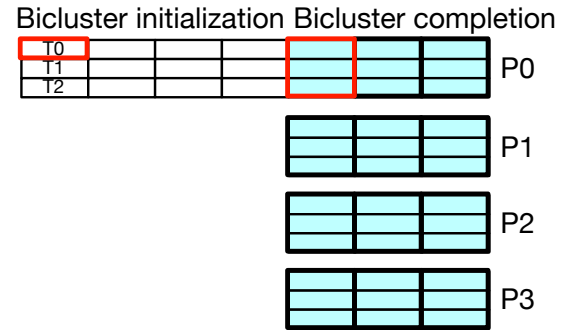 Bicluster initialization Bicluster completion
T0
T1
T2
P0
P1
P2
P3